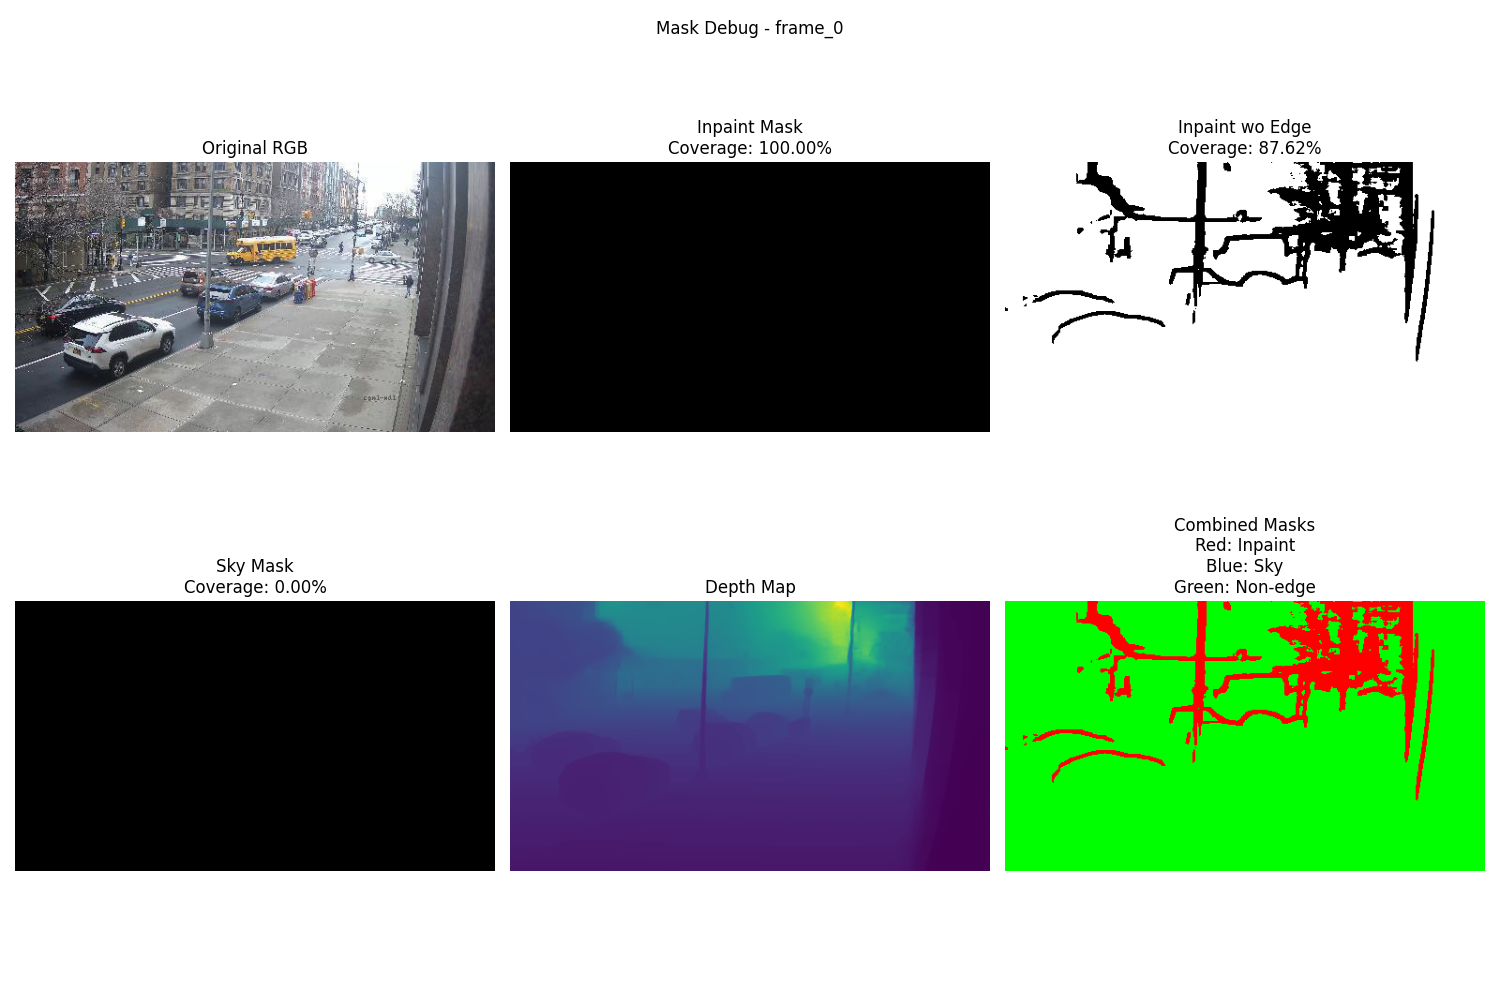 Mask Debug - frame_0
Original RGB
Inpaint Mask
Coverage: 100.00%
Inpaint wo Edge
Coverage: 87.62%
Sky Mask
Coverage: 0.00%
Depth Map
Combined Masks
Red: Inpaint
Blue: Sky
Green: Non-edge